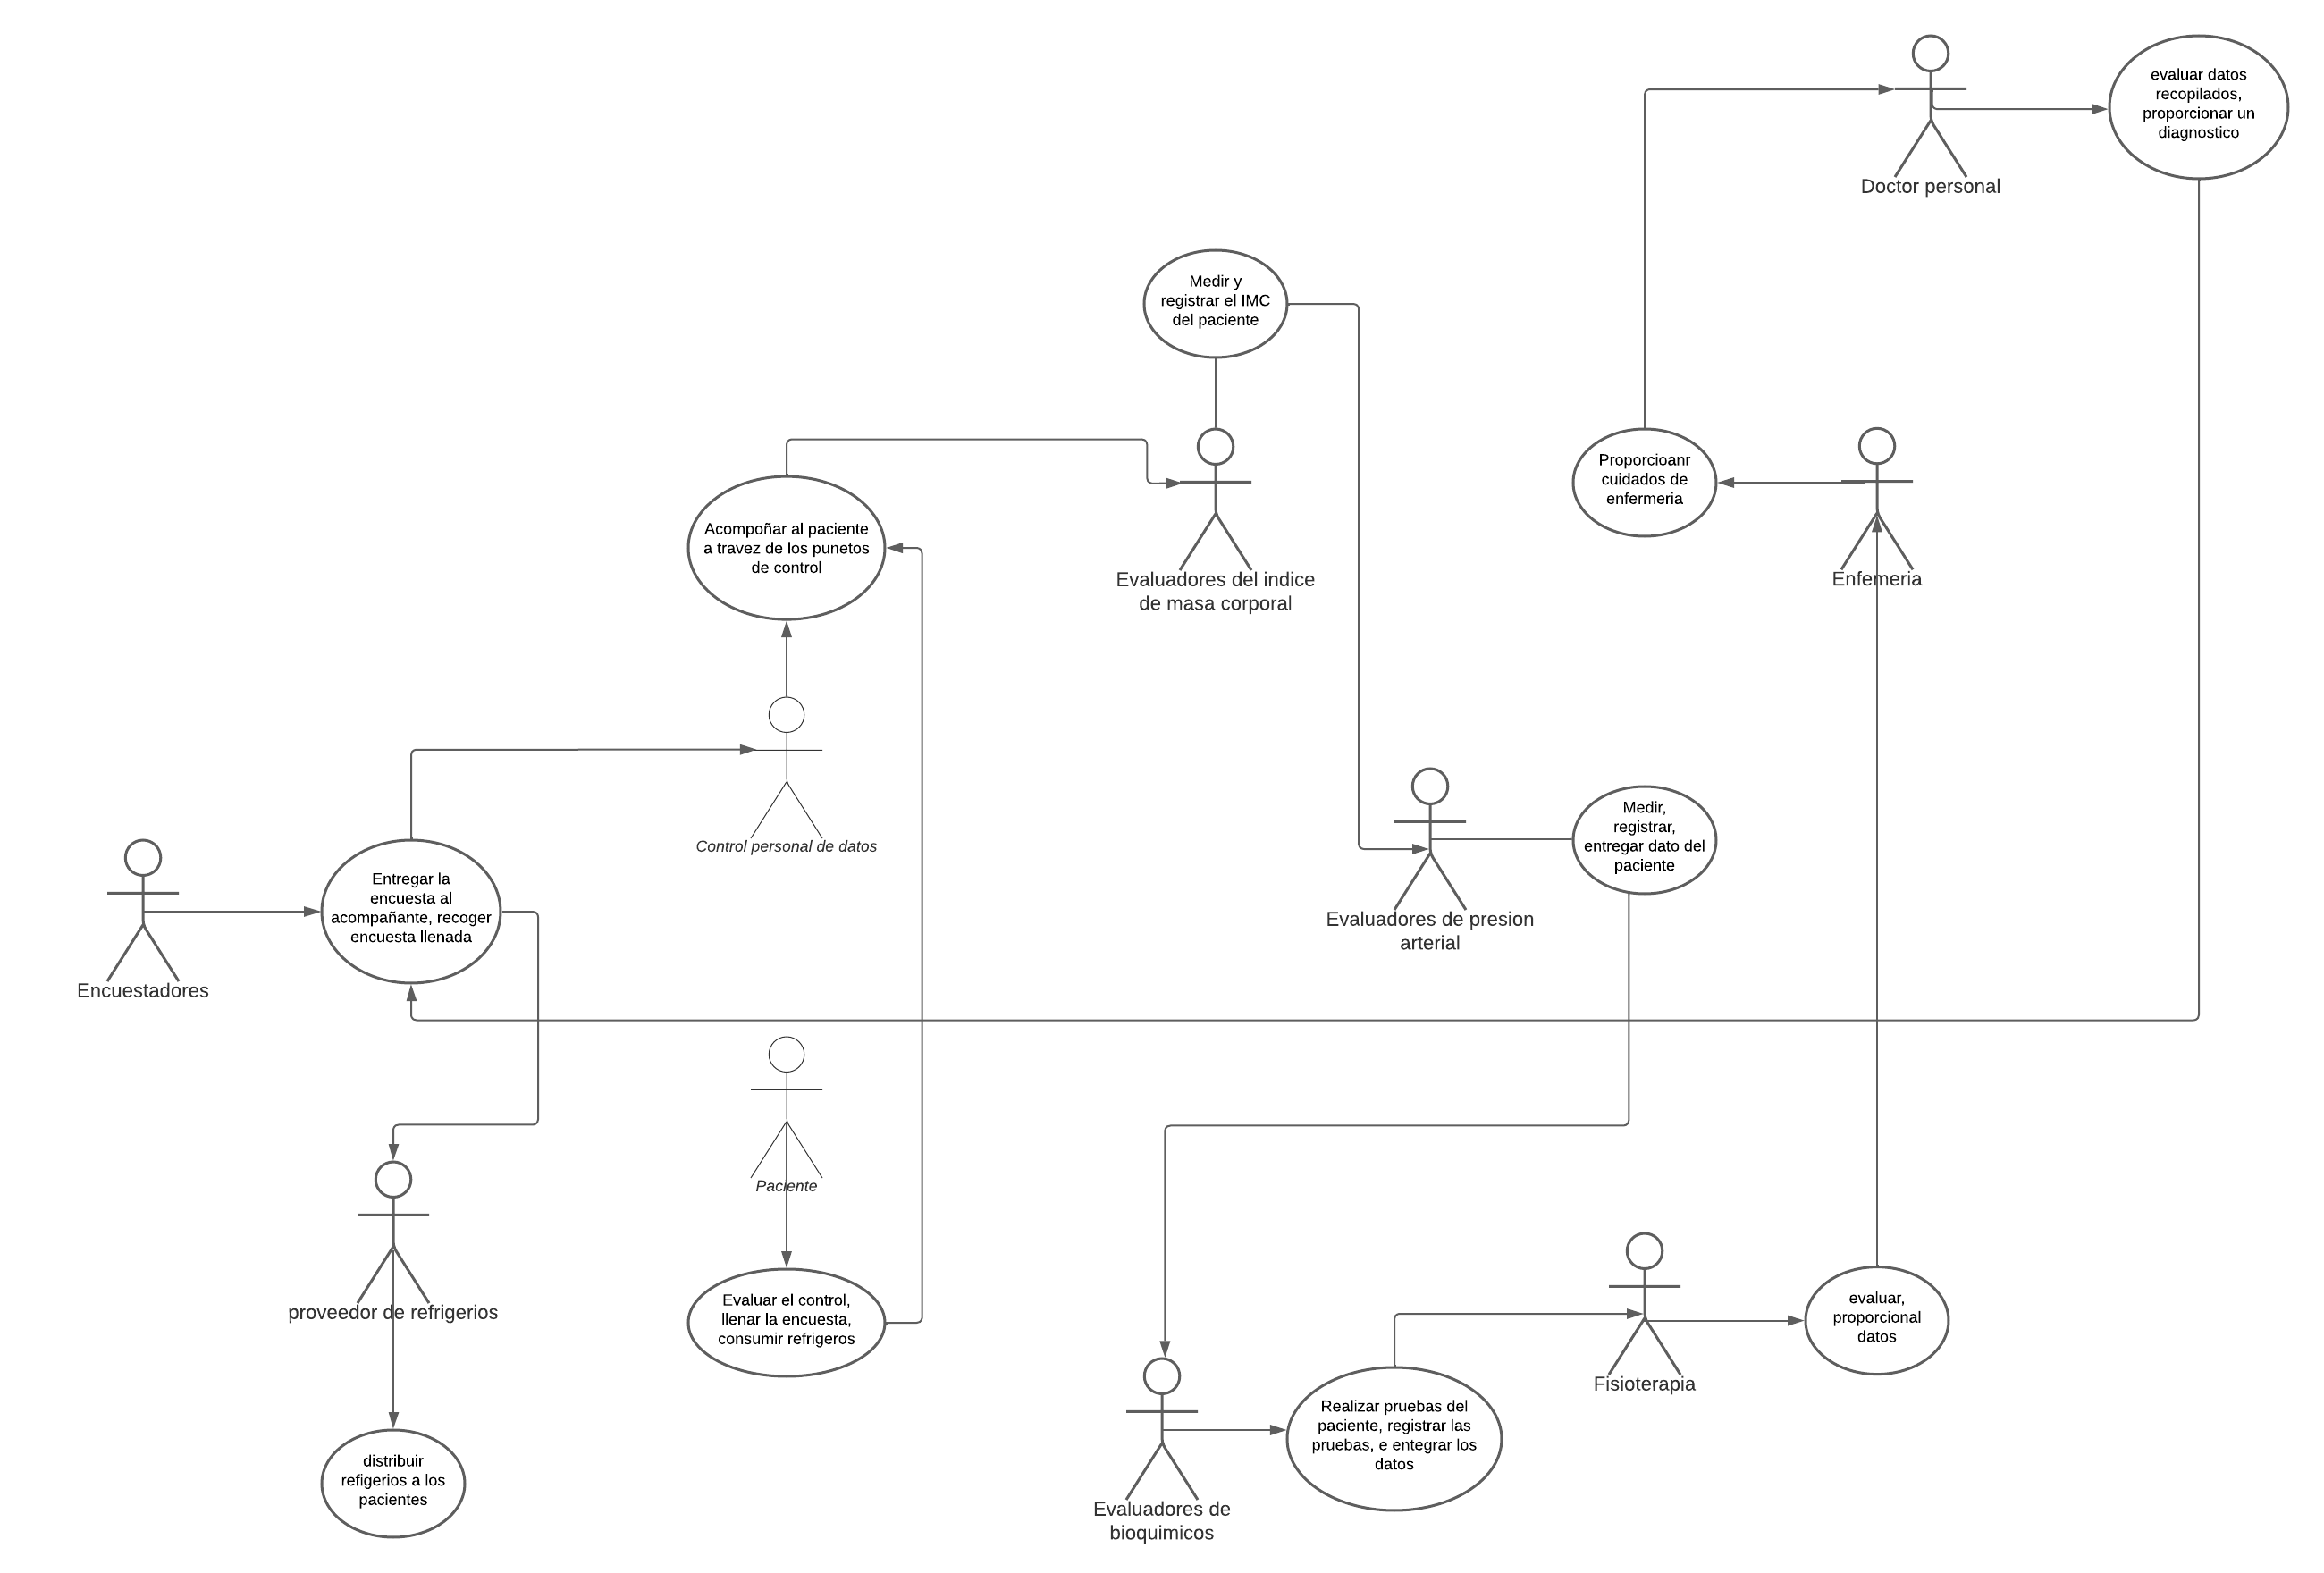 evaluar datos
recopilados,
proporcionar un
diagnostico
Doctor personal
Medir y
registrar el IMC
del paciente
Proporcioanr
cuidados de
enfermeria
Enfemeria
Acompoñar al paciente
a travez de los punetos
de control
Evaluadores del indice
de masa corporal
Control personal de datos
Medir,
registrar,
entregar dato del
paciente
Evaluadores de presion
arterial
Entregar la
encuesta al
acompañante, recoger
encuesta llenada
Encuestadores
Paciente
proveedor de refrigerios
Evaluar el control,
llenar la encuesta,
consumir refrigeros
evaluar,
proporcional
datos
Fisioterapia
Realizar pruebas del
paciente, registrar las
pruebas, e entegrar los
datos
distribuir
refigerios a los
pacientes
Evaluadores de
bioquimicos